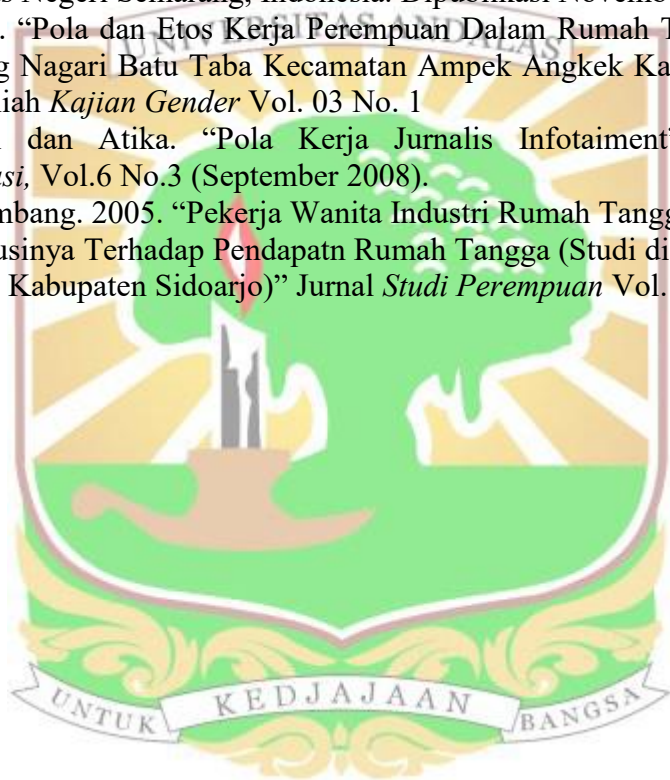 s Negeri Semarang, Indonesia. Dipublikasi Novemb
. “Pola dan Etos Kerja Perempuan Dalam Rumah T
UNIVERSITAS ANDALAS
g Nagari Batu Taba Kecamatan Ampek Angkek Ka
iah Kajian Gender Vol. 03 No. 1
dan Atika. “Pola Kerja Jurnalis Infotaiment”
asi, Vol.6 No.3 (September 2008).
mbang. 2005. “Pekerja Wanita Industri Rumah Tangg
usinya Terhadap Pendapatn Rumah Tangga (Studi di
Kabupaten Sidoarjo)” Jurnal Studi Perempuan Vol.
UNTUK KEDJAJAAN BANGSA